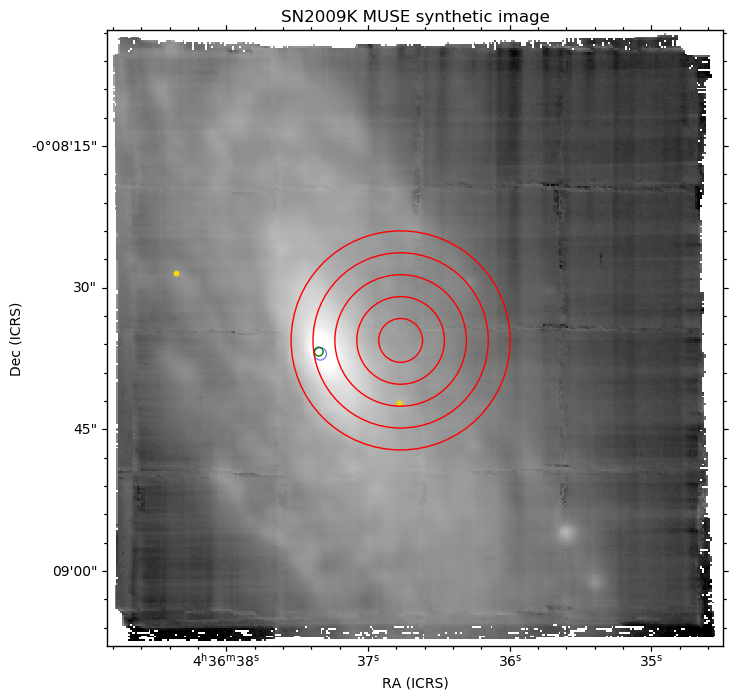 SN2009K MUSE synthetic image
-0°08'15"
30"
45"
09'00"
Dec (ICRS)
4ʰ36ᵐ38ˢ
37ˢ
36ˢ
35ˢ
RA (ICRS)